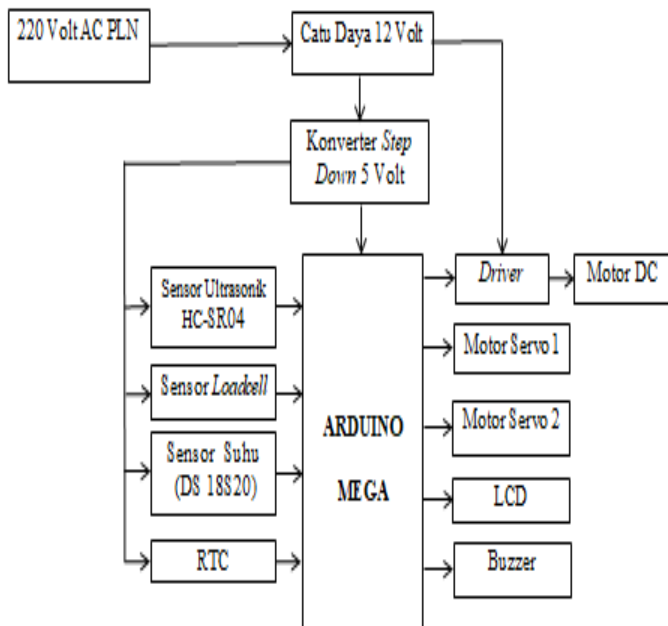 220 Volt AC PLN
Catu Daya 12 Volt
Konverter Step
Down 5 Volt
Sensor Ultrasonik
HC-SR04
Sensor Loadcell
Sensor Suhu
(DS 18S20)
RTC
ARDUINO
MEGA
Driver
Motor DC
Motor Servo 1
Motor Servo 2
LCD
Buzzer